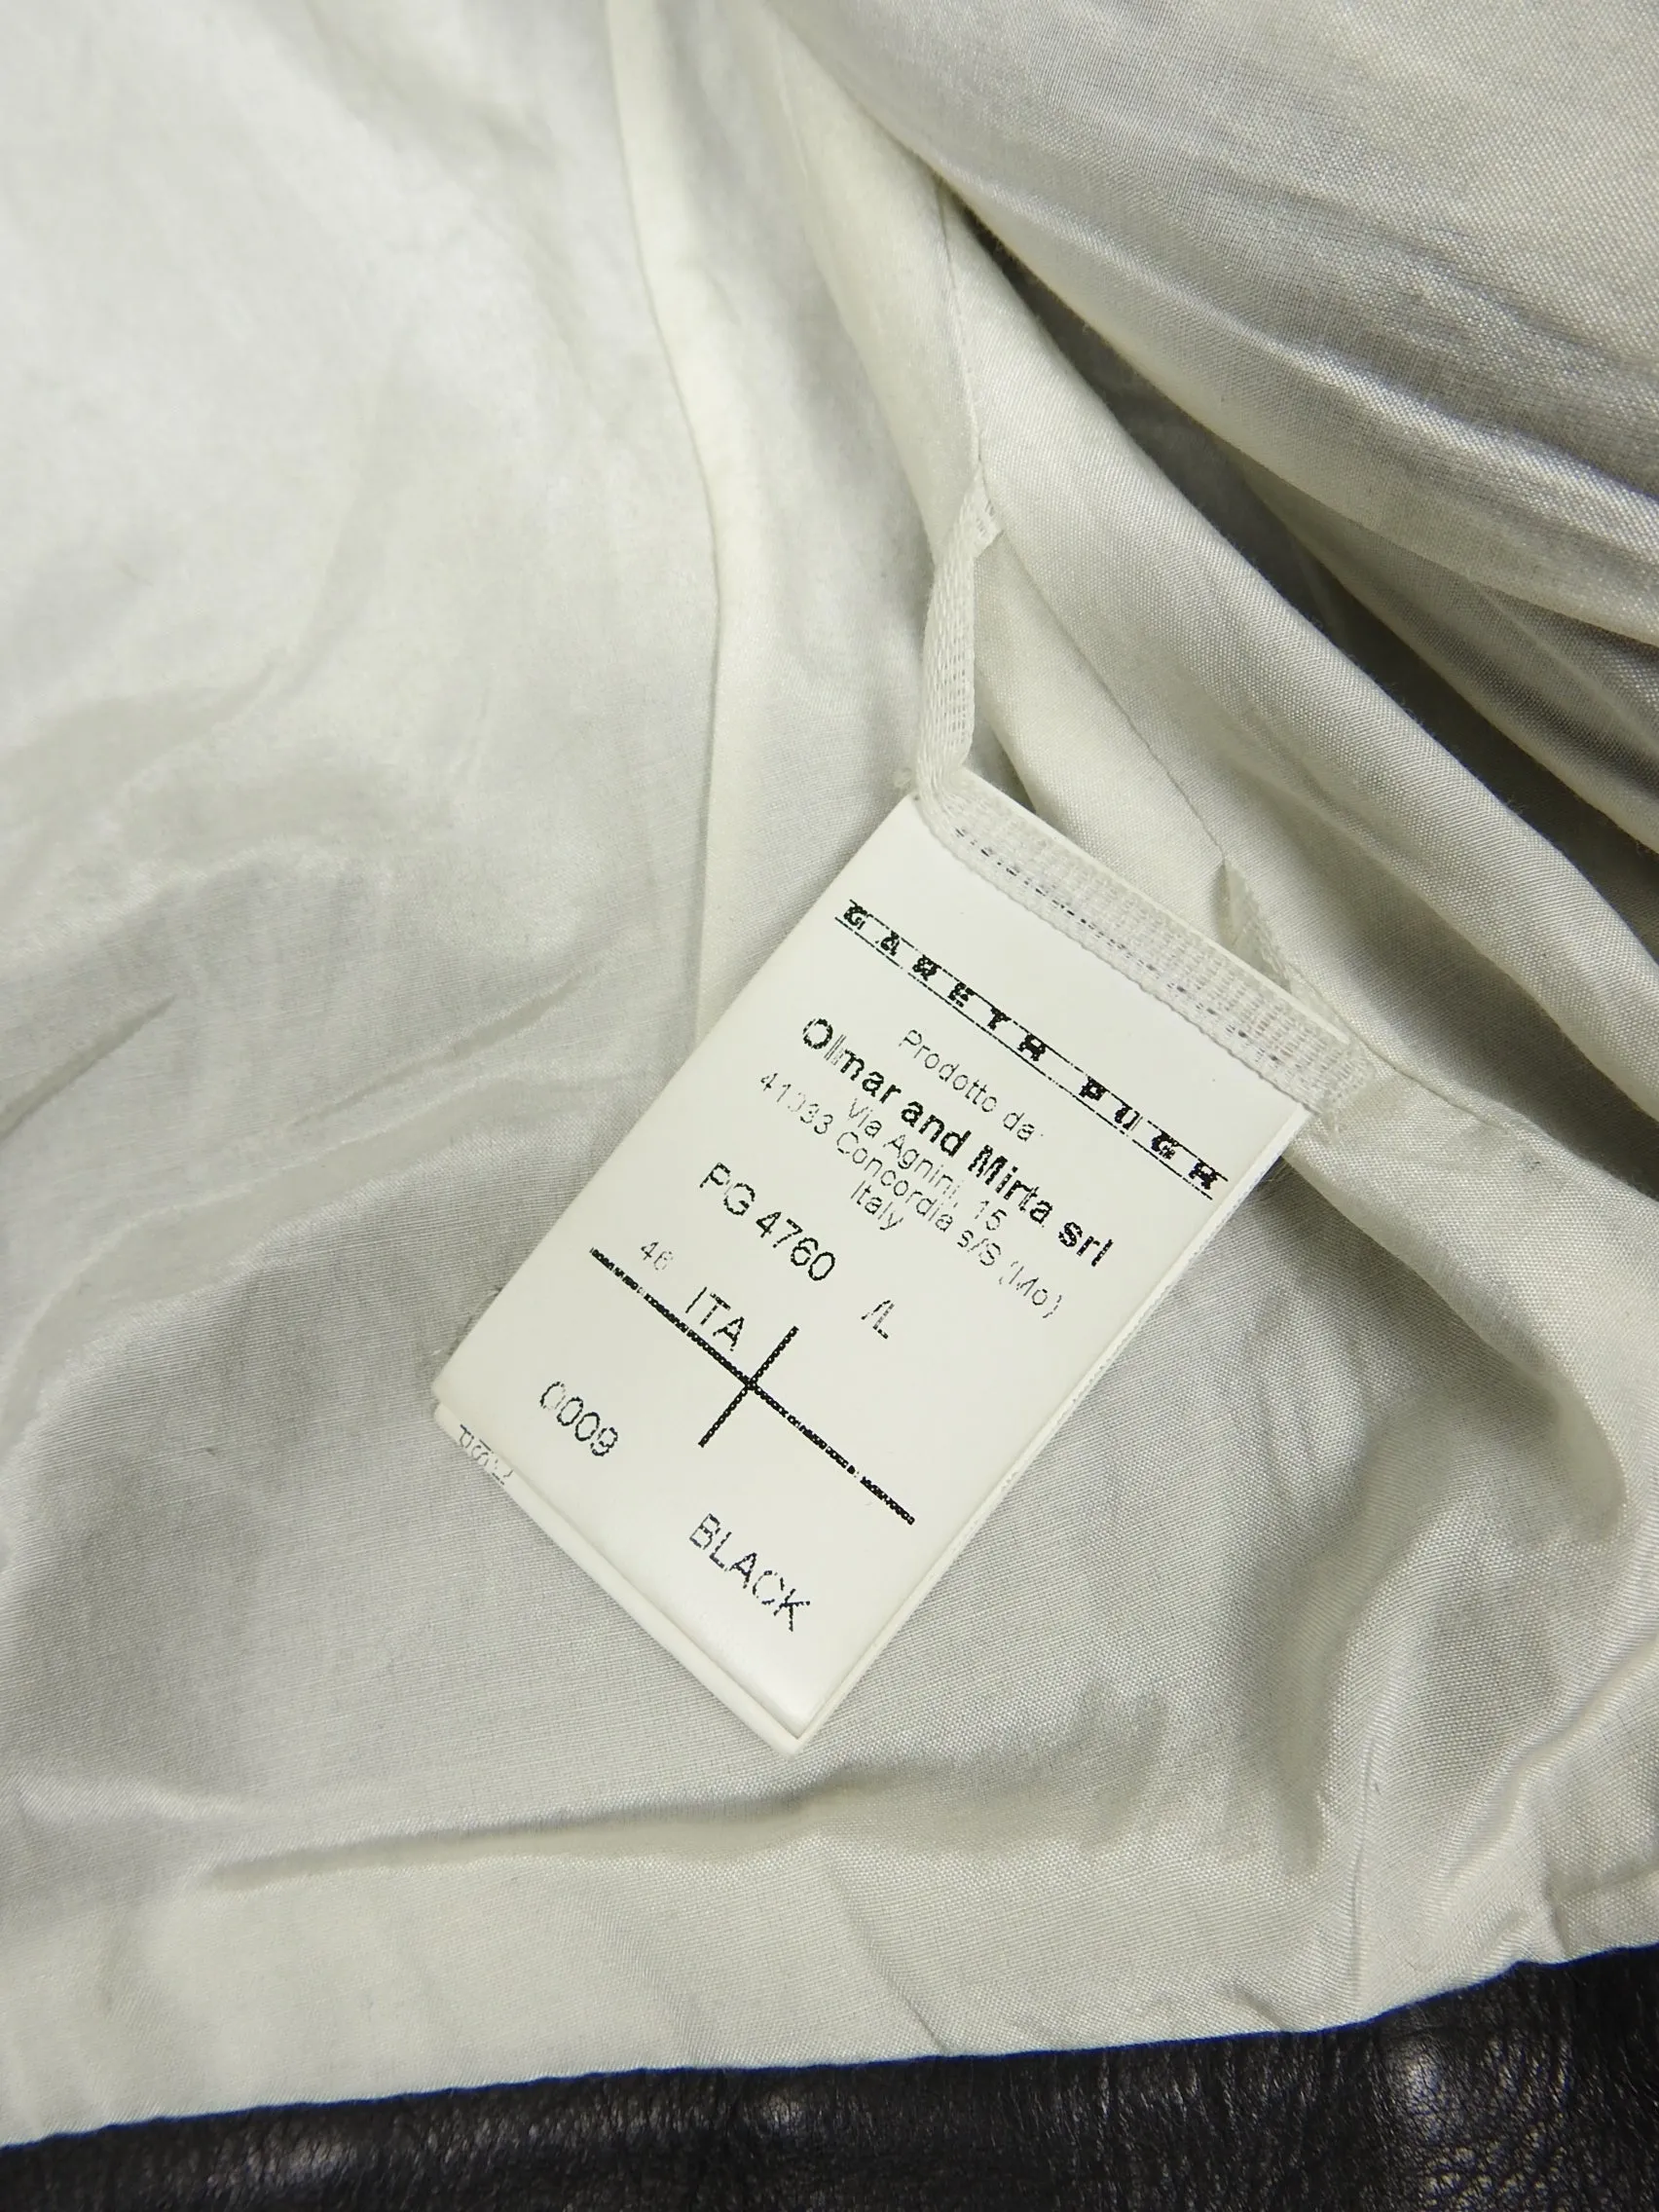 GARETH PUGH
Prodotto da:
Olmar and Mirta srl
Via Agnini, 15
41033 Concordia s/S (Mo)
Italy
PG 4760 /L
46 ITA
0009
BLACK